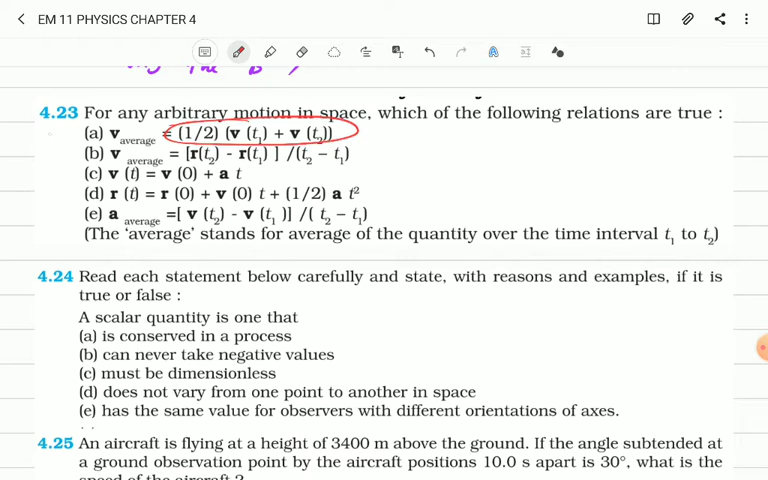 EM 11 PHYSICS CHAPTER 4
4.23 For any arbitrary motion in space, which of the following relations are true :
(a) v average = (1/2) (v (t₁) + v (t₂))
(b) v average = [r(t₂) - r(t₁) ] /(t₂ – t₁)
(c) v (t) = v (0) + a t
(d) r (t) = r (0) + v (0) t + (1/2) a t²
(e) a average =[ v (t₂) - v (t₁ )] /( t₂ – t₁)
(The ‘average’ stands for average of the quantity over the time interval t₁ to t₂)
4.24 Read each statement below carefully and state, with reasons and examples, if it is
true or false :
A scalar quantity is one that
(a) is conserved in a process
(b) can never take negative values
(c) must be dimensionless
(d) does not vary from one point to another in space
(e) has the same value for observers with different orientations of axes.
4.25 An aircraft is flying at a height of 3400 m above the ground. If the angle subtended at
a ground observation point by the aircraft positions 10.0 s apart is 30°, what is the
speed of the aircraft ?